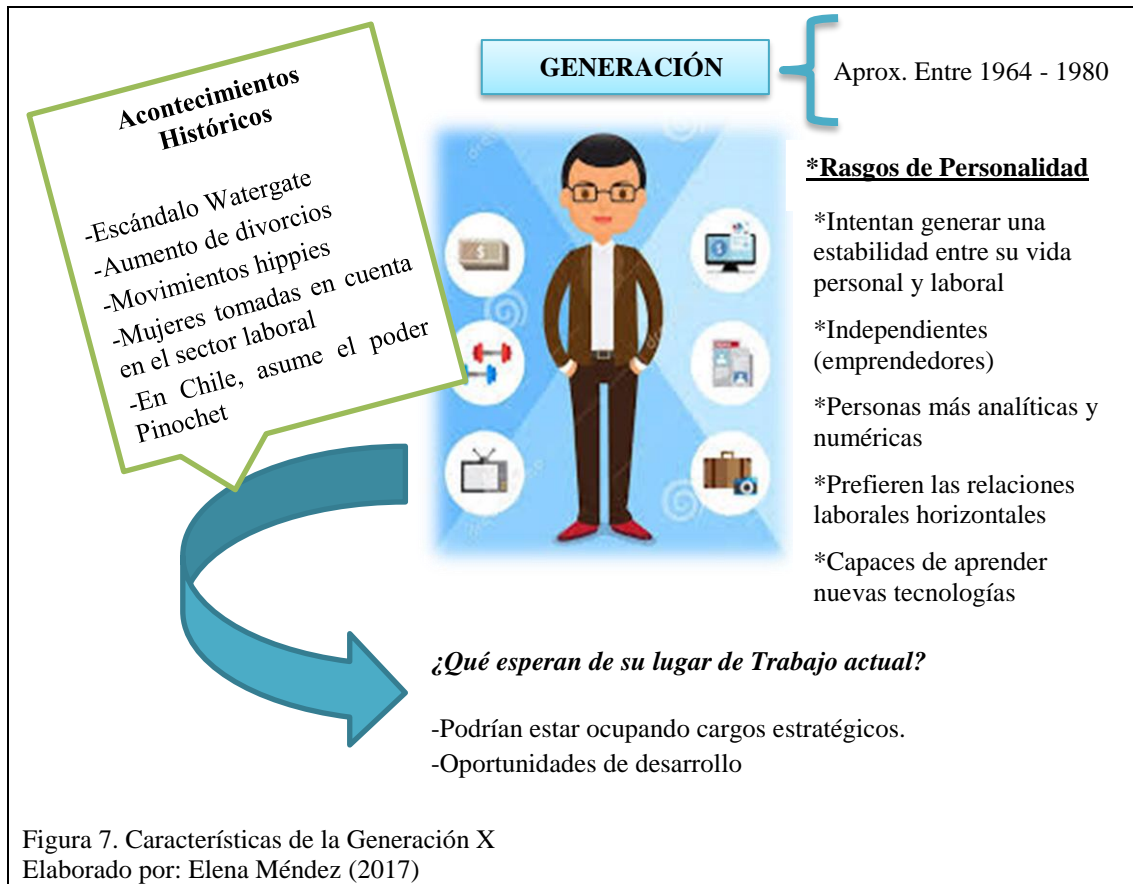 GENERACIÓN
Aprox. Entre 1964 - 1980
Acontecimientos
Históricos
-Escándalo Watergate
-Aumento de divorcios
-Movimientos hippies
-Mujeres tomadas en cuenta
en el sector laboral
-En Chile, asume el poder
Pinochet
*Rasgos de Personalidad
*Intentan generar una
estabilidad entre su vida
personal y laboral
*Independientes
(emprendedores)
*Personas más analíticas y
numéricas
*Prefieren las relaciones
laborales horizontales
*Capaces de aprender
nuevas tecnologías
¿Qué esperan de su lugar de Trabajo actual?
-Podrían estar ocupando cargos estratégicos.
-Oportunidades de desarrollo
Figura 7. Características de la Generación X
Elaborado por: Elena Méndez (2017)